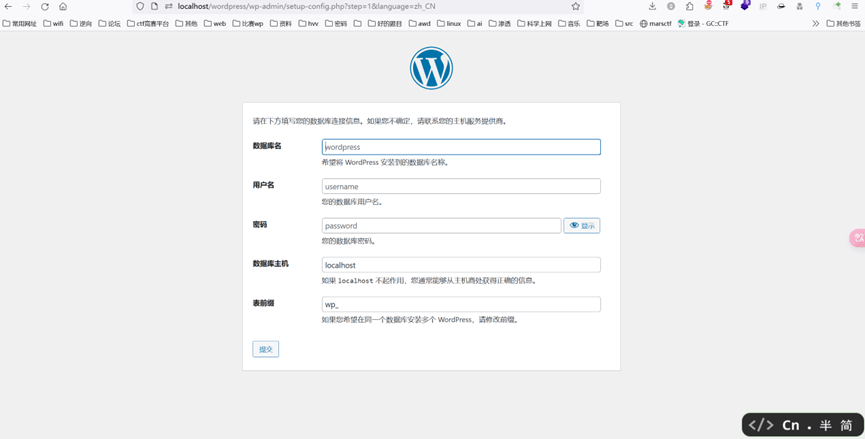 localhost/wordpress/wp-admin/setup-config.php?step=1&language=zh_CN
常用网址 wifi 逆向 论坛 ctf竞赛平台 其他 web 比赛wp 资料 hvv 密码 好的题目 awd linux ai 渗透 科学上网 音乐 靶场 src marsctf 登录 - GC::CTF 其他书签
请在下方填写您的数据库连接信息。如果您不确定，请联系您的主机服务提供商。
数据库名 wordpress
希望将 WordPress 安装到的数据库名称。
用户名 username
您的数据库用户名。
密码 password 显示
您的数据库密码。
数据库主机 localhost
如果 localhost 不起作用，您通常能够从主机商处获得正确的信息。
表前缀 wp_
如果您希望在同一个数据库安装多个 WordPress，请修改前缀。
提交
</> Cn . 半 简